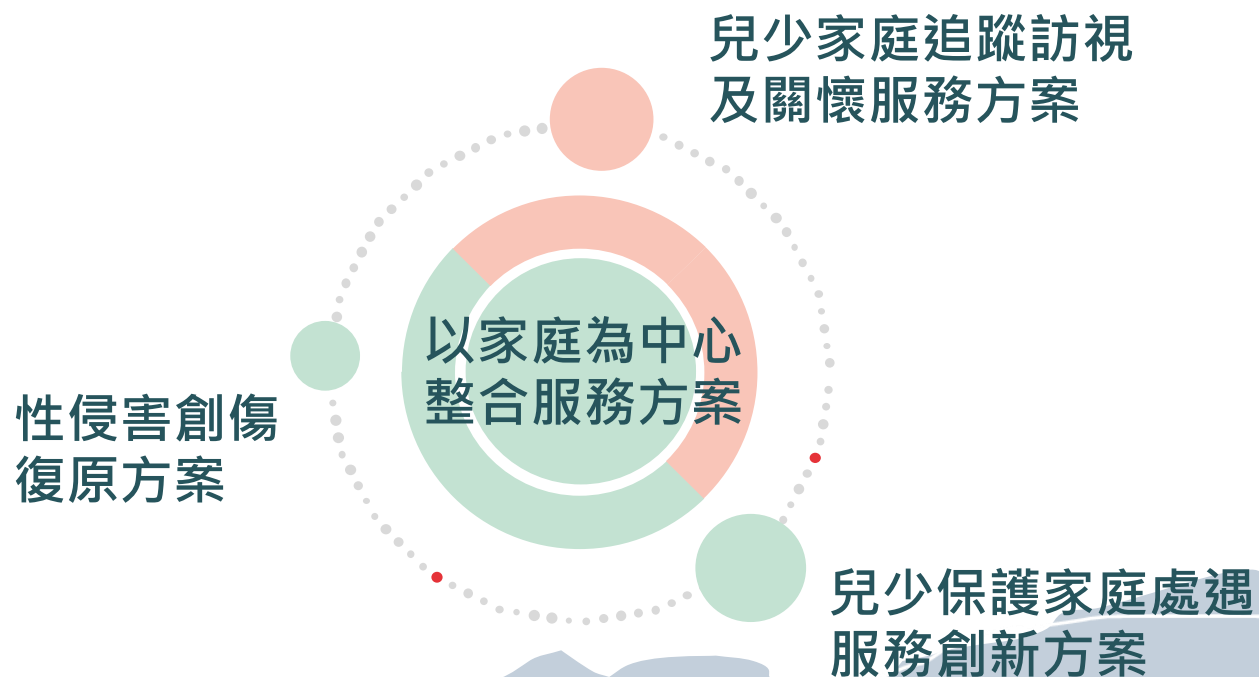 兒少家庭追蹤訪視
及關懷服務方案
以家庭為中心
整合服務方案
性侵害創傷
復原方案
兒少保護家庭處遇
服務創新方案